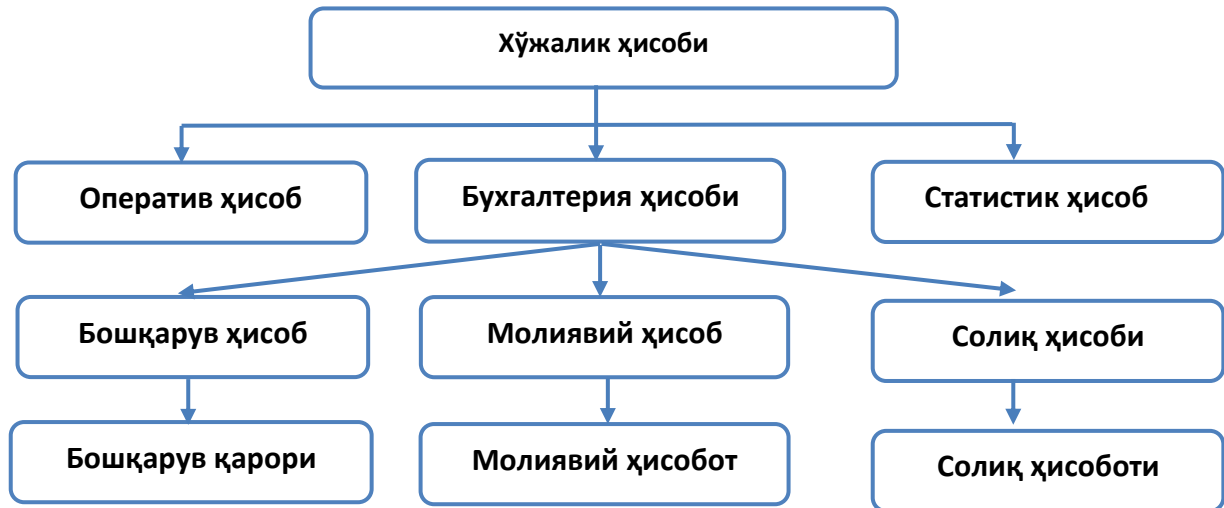 Хўжалик ҳисоби
Оператив ҳисоб
Бухгалтерия ҳисоби
Статистик ҳисоб
Бошқарув ҳисоб
Молиявий ҳисоб
Солиқ ҳисоби
Бошқарув қарори
Молиявий ҳисобот
Солиқ ҳисоботи